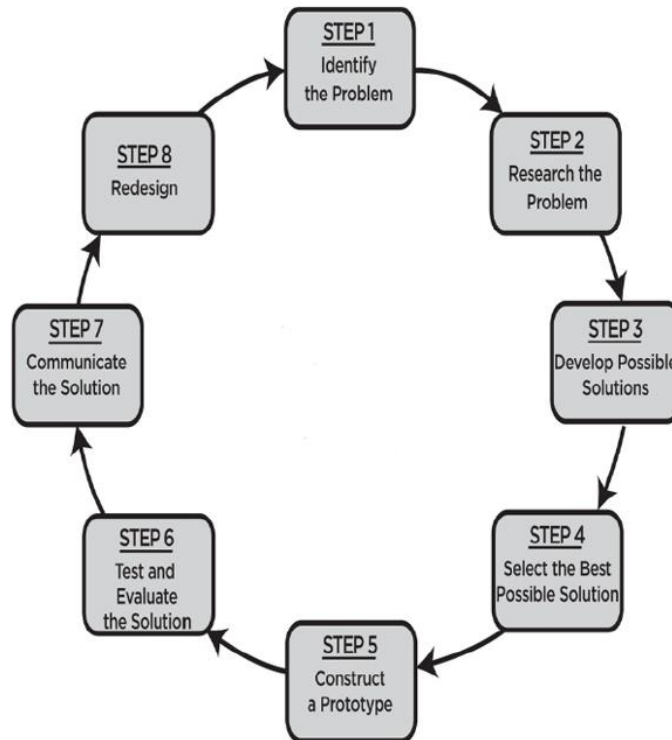 STEP 1
Identify
the Problem
STEP 2
Research the
Problem
STEP 3
Develop Possible
Solutions
STEP 4
Select the Best
Possible Solution
STEP 5
Construct
a Prototype
STEP 6
Test and
Evaluate
the Solution
STEP 7
Communicate
the Solution
STEP 8
Redesign